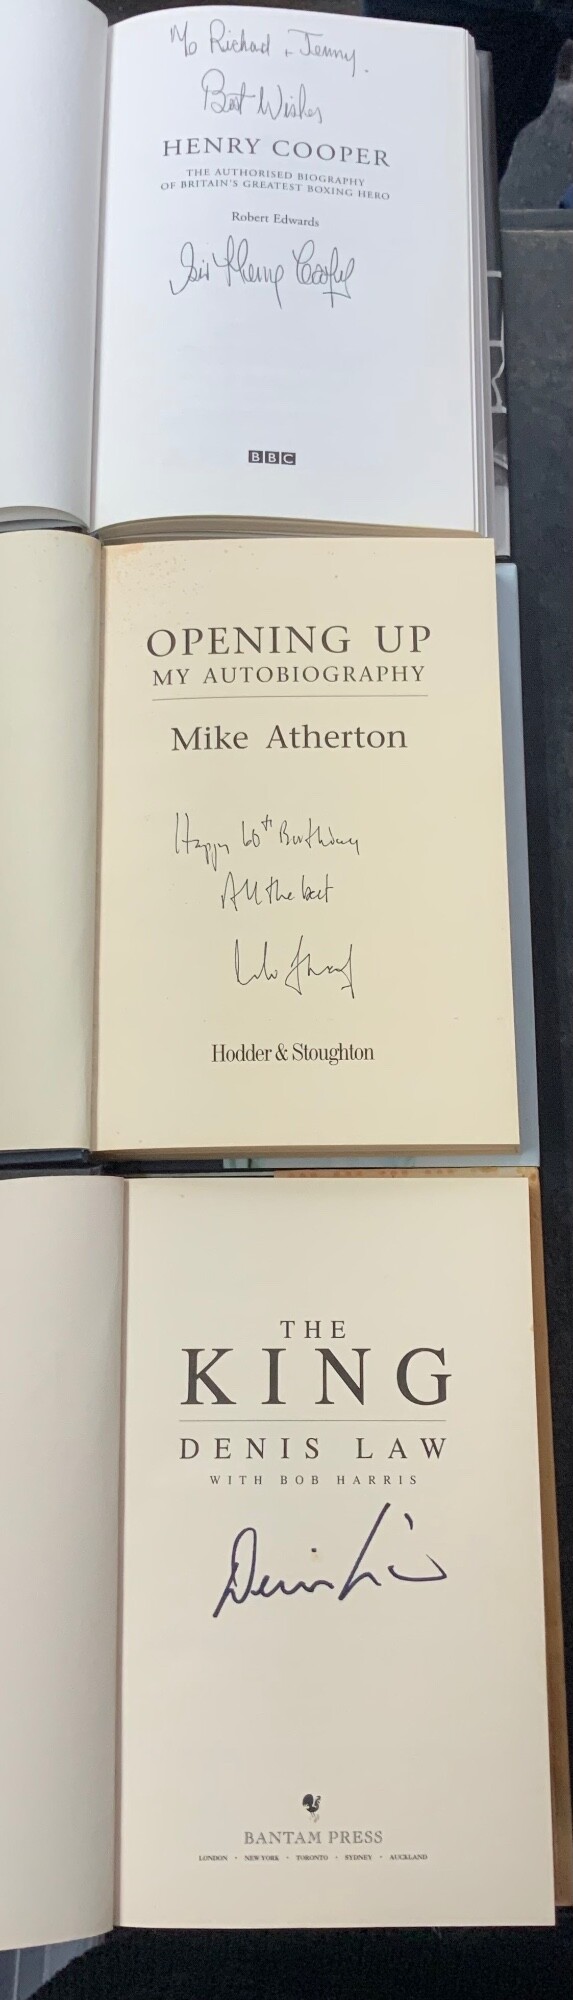 To Richard + Jenny.
Best Wishes
HENRY COOPER
THE AUTHORISED BIOGRAPHY
OF BRITAIN'S GREATEST BOXING HERO
Robert Edwards
Sir Henry Cooper
BBC
OPENING UP
MY AUTOBIOGRAPHY
Mike Atherton
Happy 60th Birthday
All the best
Hodder & Stoughton
THE
KING
DENIS LAW
WITH BOB HARRIS
Denis Law
BANTAM PRESS
LONDON • NEW YORK • TORONTO • SYDNEY • AUCKLAND